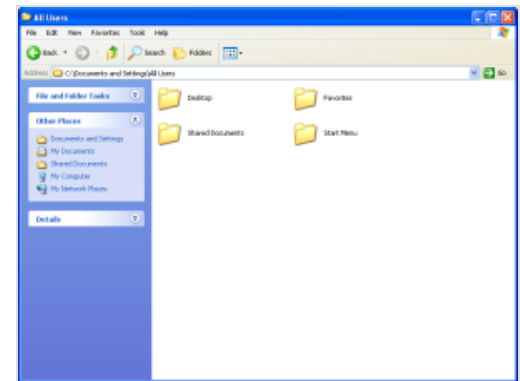 All Users
File Edit View Favorites Tools Help
Back Search Folders
Address C:\Documents and Settings\All Users Go
File and Folder Tasks
Other Places
Documents and Settings
My Documents
Shared Documents
My Computer
My Network Places
Details
Desktop Favorites
Shared Documents Start Menu